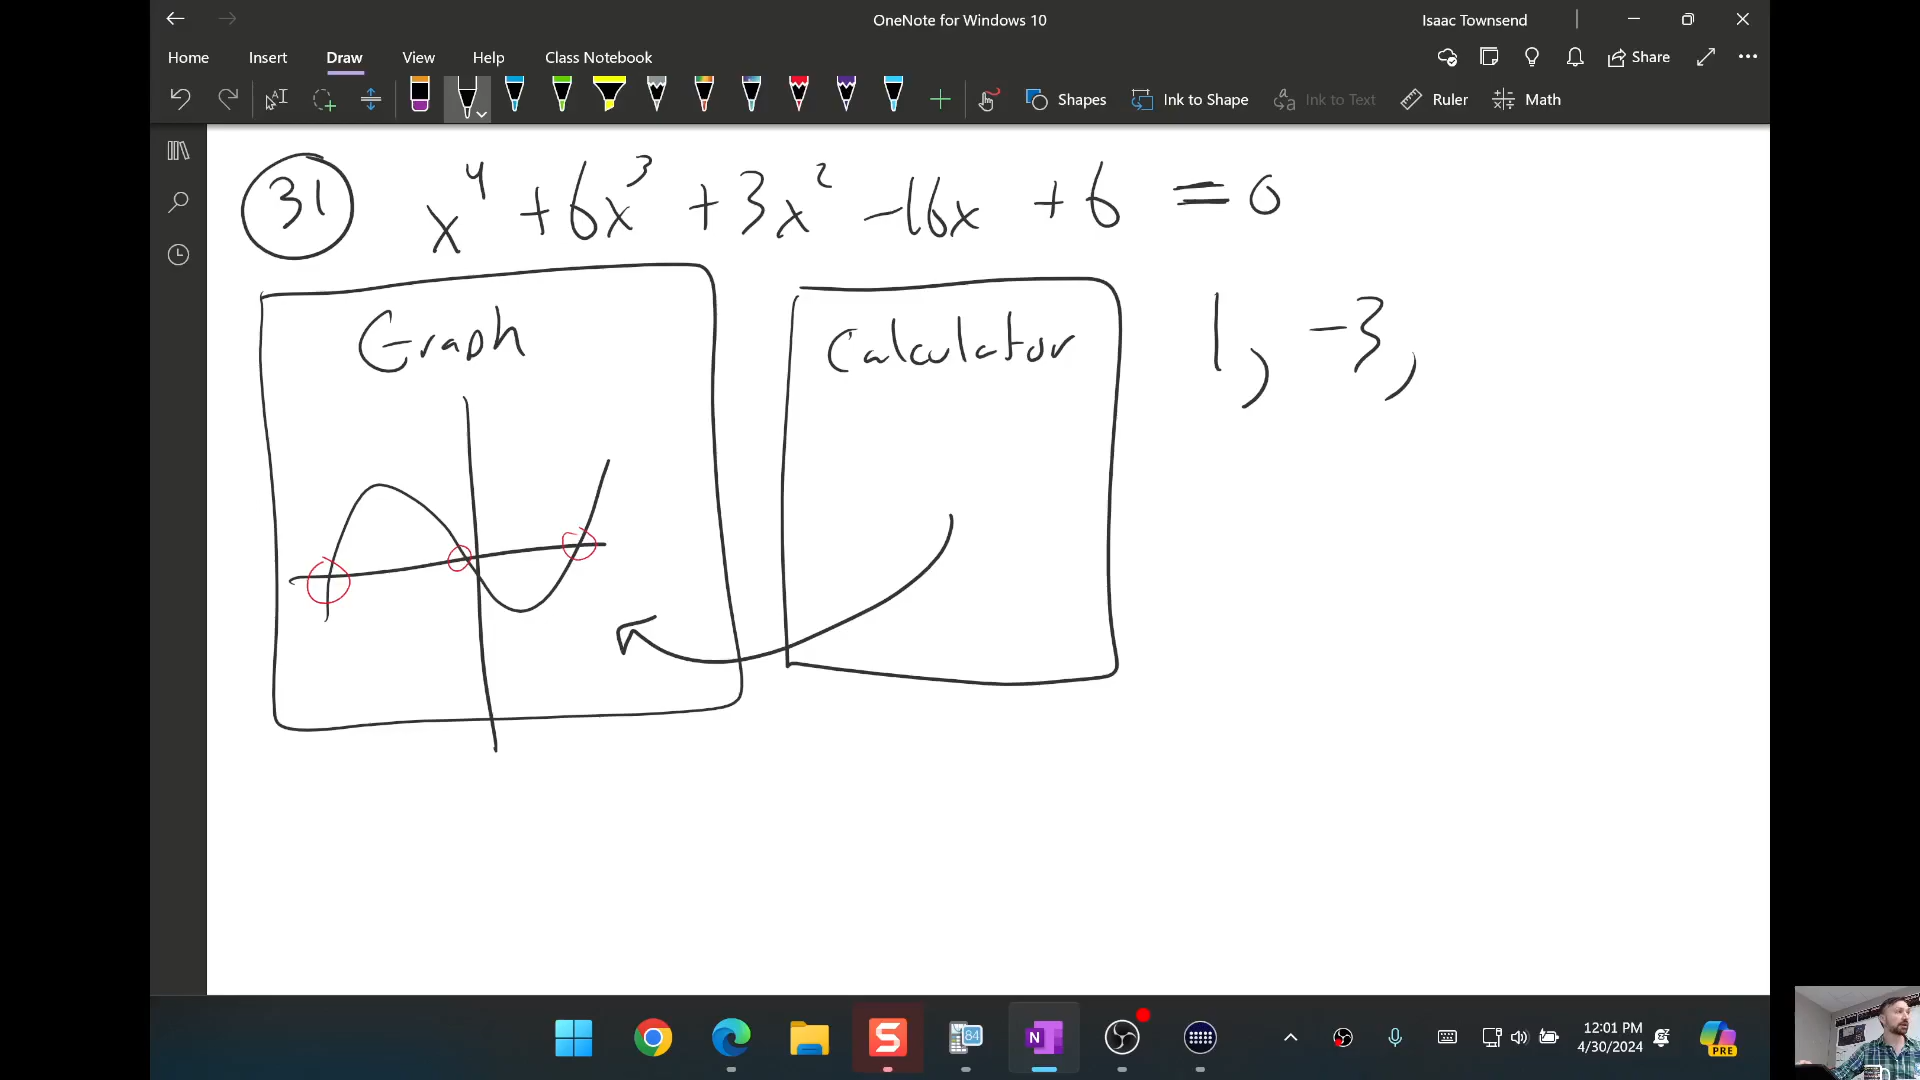 OneNote for Windows 10
Isaac Townsend
Home Insert Draw View Help Class Notebook
Share
Shapes Ink to Shape Ink to Text Ruler Math
31 x⁴ + 6x³ + 3x² - 16x + 6 = 0
Graph
Calculator
1, -3,
84
N
S
12:01 PM
4/30/2024
PRE